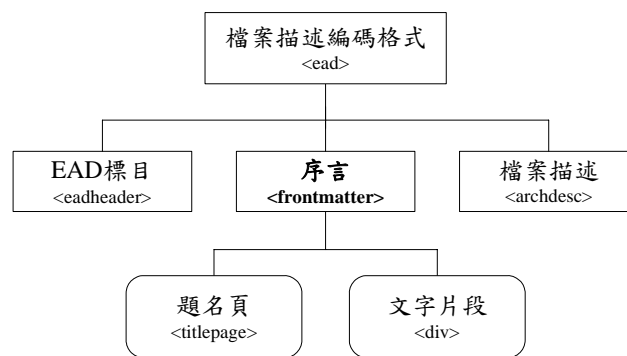 檔案描述編碼格式
<ead>
EAD標目
<eadheader>
序言
<frontmatter>
檔案描述
<archdesc>
題名頁
<titlepage>
文字片段
<div>